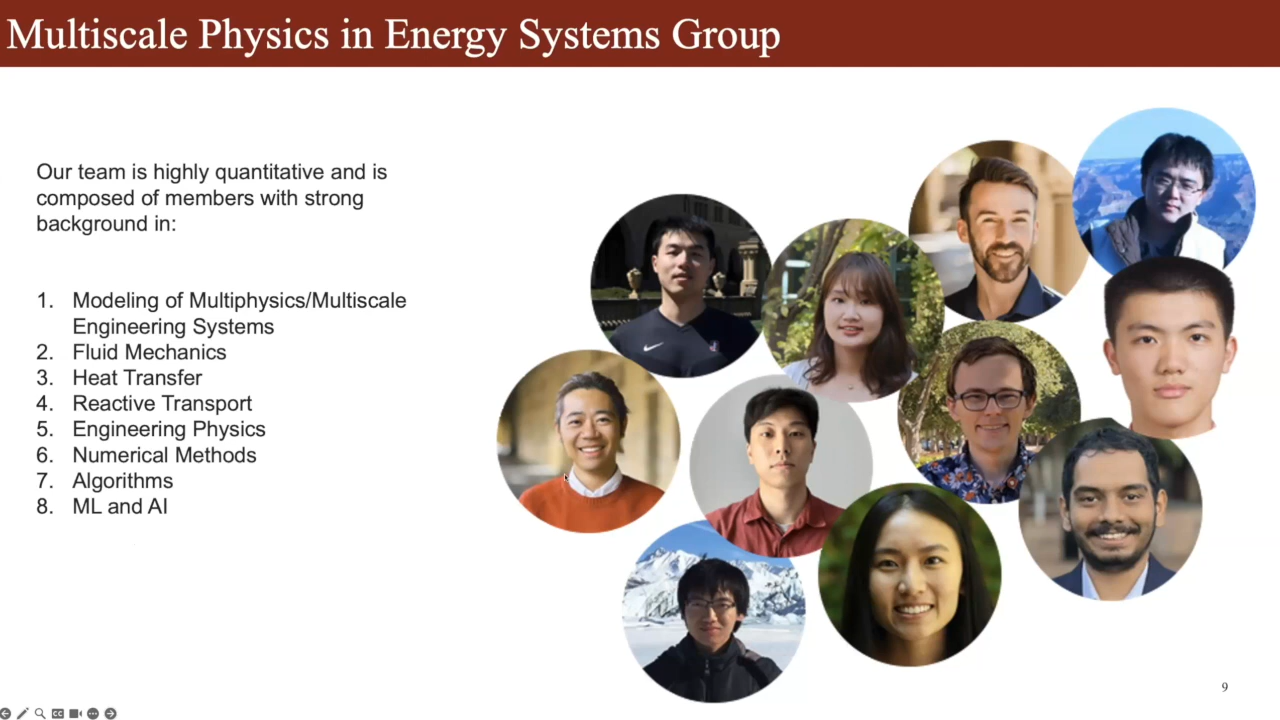 Multiscale Physics in Energy Systems Group
Our team is highly quantitative and is
composed of members with strong
background in:
1. Modeling of Multiphysics/Multiscale
Engineering Systems
2. Fluid Mechanics
3. Heat Transfer
4. Reactive Transport
5. Engineering Physics
6. Numerical Methods
7. Algorithms
8. ML and AI
9